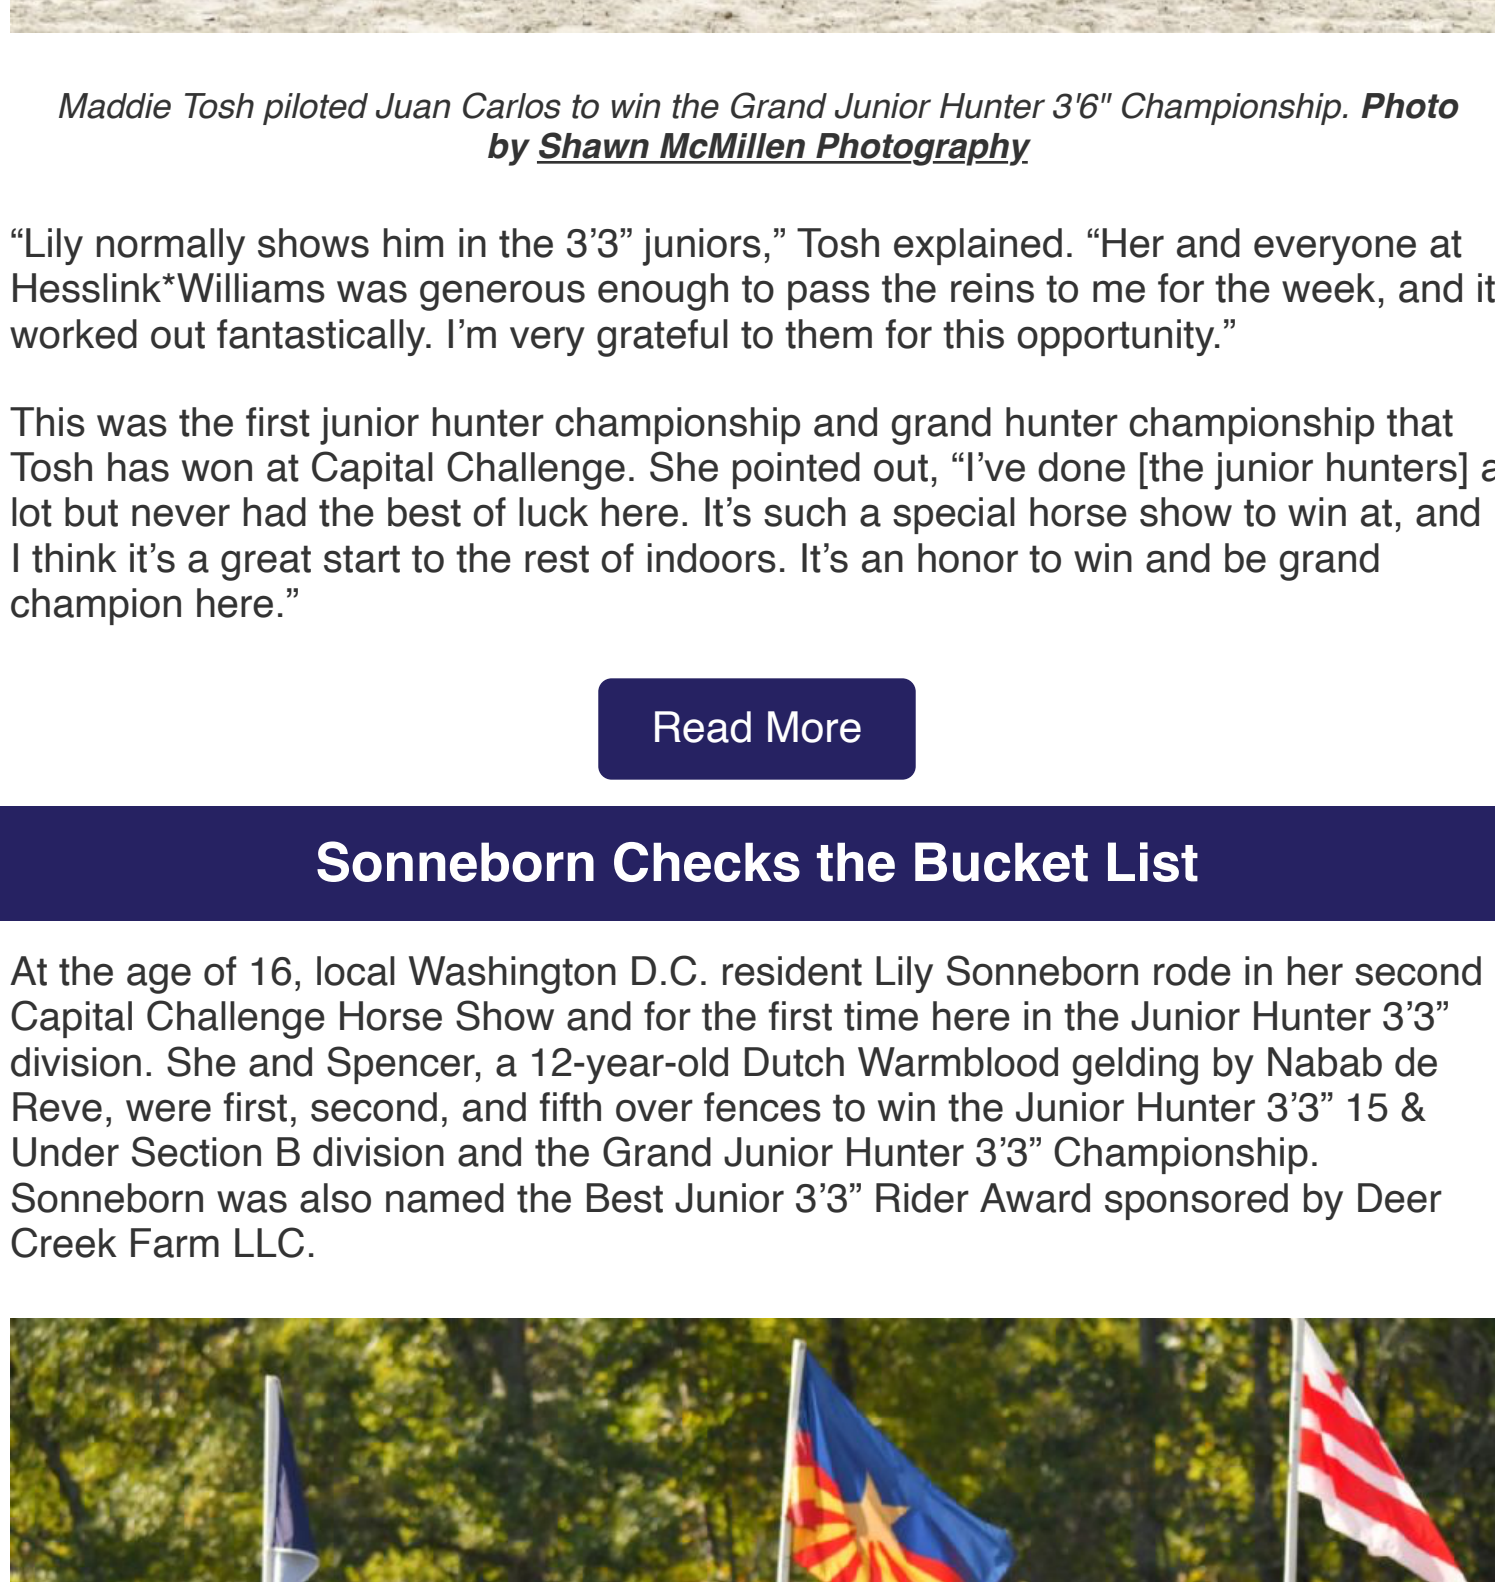 Maddie Tosh piloted Juan Carlos to win the Grand Junior Hunter 3'6" Championship. Photo
by Shawn McMillen Photography
“Lily normally shows him in the 3’3” juniors,” Tosh explained. “Her and everyone at
Hesslink*Williams was generous enough to pass the reins to me for the week, and it
worked out fantastically. I’m very grateful to them for this opportunity.”
This was the first junior hunter championship and grand hunter championship that
Tosh has won at Capital Challenge. She pointed out, “I’ve done [the junior hunters] a
lot but never had the best of luck here. It’s such a special horse show to win at, and
I think it’s a great start to the rest of indoors. It’s an honor to win and be grand
champion here.”
Read More
Sonneborn Checks the Bucket List
At the age of 16, local Washington D.C. resident Lily Sonneborn rode in her second
Capital Challenge Horse Show and for the first time here in the Junior Hunter 3’3”
division. She and Spencer, a 12-year-old Dutch Warmblood gelding by Nabab de
Reve, were first, second, and fifth over fences to win the Junior Hunter 3’3” 15 &
Under Section B division and the Grand Junior Hunter 3’3” Championship.
Sonneborn was also named the Best Junior 3’3” Rider Award sponsored by Deer
Creek Farm LLC.